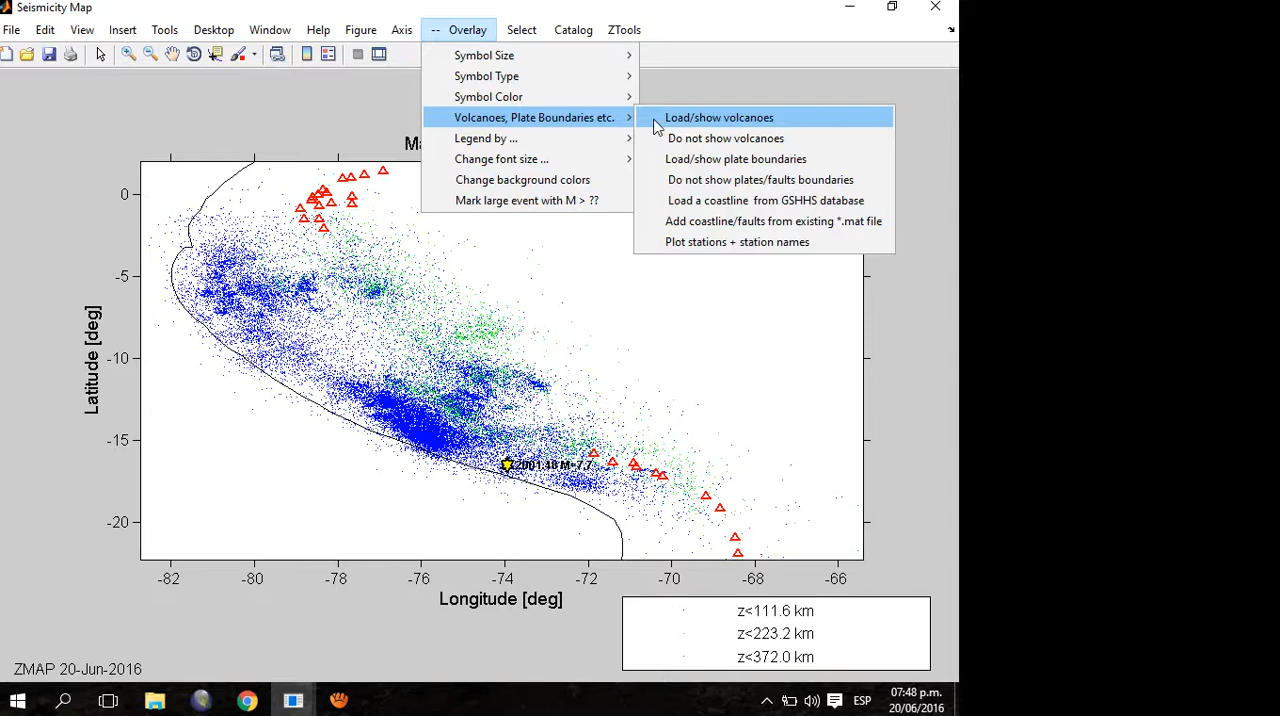 Seismicity Map
File Edit View Insert Tools Desktop Window Help Figure Axis -- Overlay Select Catalog ZTools
Symbol Size
Symbol Type
Symbol Color
Volcanoes, Plate Boundaries etc.
Legend by ...
Change font size ...
Change background colors
Mark large event with M > ??
Load/show volcanoes
Do not show volcanoes
Load/show plate boundaries
Do not show plates/faults boundaries
Load a coastline from GSHHS database
Add coastline/faults from existing *.mat file
Plot stations + station names
Ma
0
-5
-10
-15
-20
Latitude [deg]
2001.48 M=7.7
-82 -80 -78 -76 -74 -72 -70 -68 -66
Longitude [deg]
z<111.6 km
z<223.2 km
z<372.0 km
ZMAP 20-Jun-2016
ESP
07:48 p.m.
20/06/2016